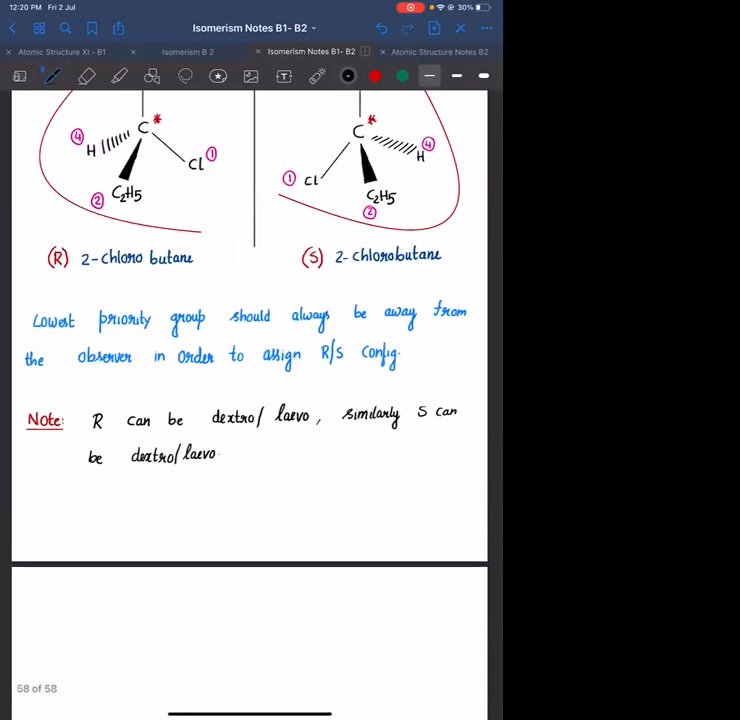 12:20 PM Fri 2 Jul
30%
Isomerism Notes B1- B2
Atomic Structure XI - B1
Isomerism B 2
Isomerism Notes B1- B2
Atomic Structure Notes B2
C* C*
4 H Cl 1 1 Cl H 4
2 C2H5 C2H5 2
(R) 2-chloro butane (S) 2-chlorobutane
Lowest priority group should always be away from
the observer in order to assign R/S config.
Note: R can be dextro/laevo, similarly S can
be dextro/laevo.
58 of 58